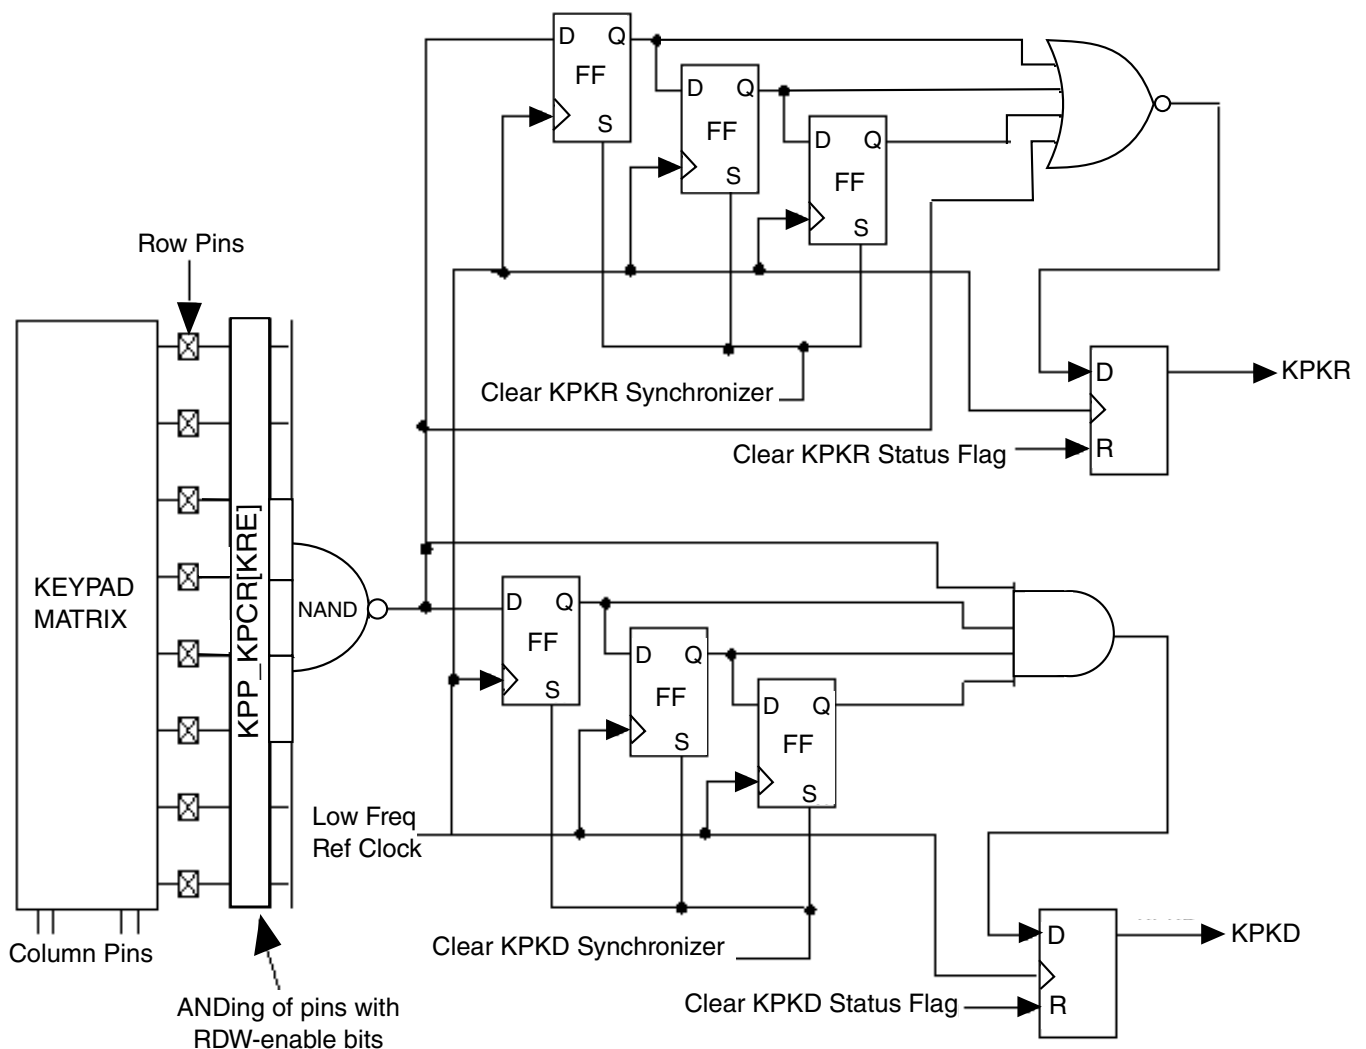 D Q
FF
S
D Q
FF
S
D Q
FF
S
Row Pins
Clear KPKR Synchronizer
D
R
KPKR
Clear KPKR Status Flag
KEYPAD
MATRIX
KPP_KPCR[KRE]
NAND
D Q
FF
S
D Q
FF
S
D Q
FF
S
Low Freq
Ref Clock
Column Pins
Clear KPKD Synchronizer
D
R
KPKD
Clear KPKD Status Flag
ANDing of pins with
RDW-enable bits